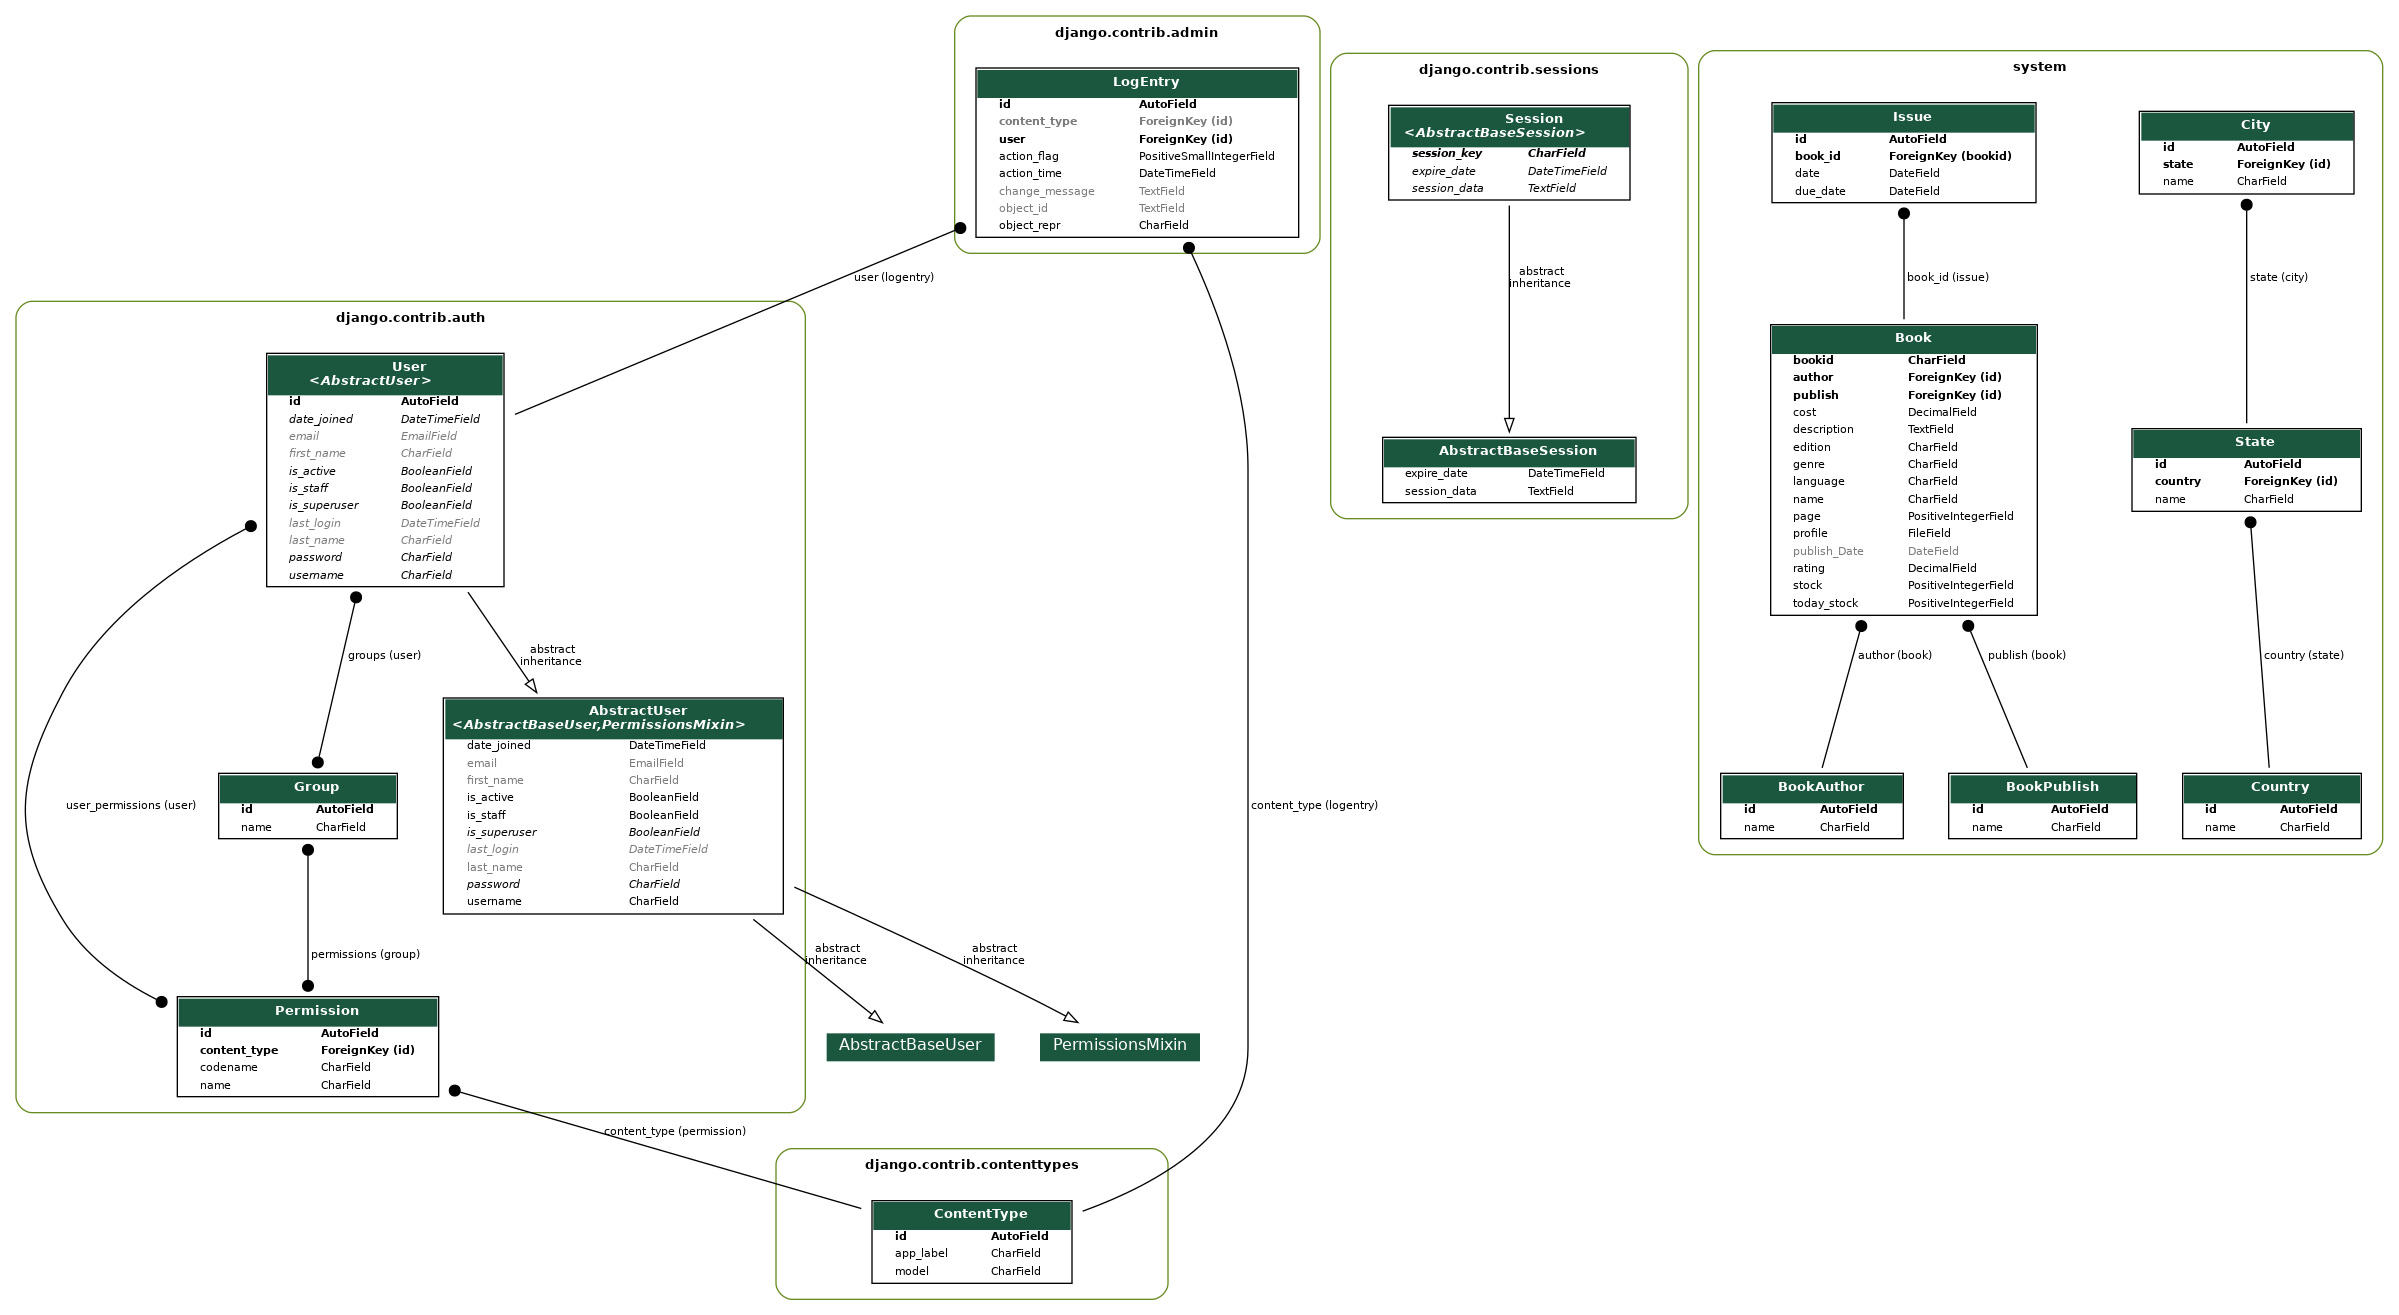 django.contrib.admin
LogEntry
id AutoField
content_type ForeignKey (id)
user ForeignKey (id)
action_flag PositiveSmallIntegerField
action_time DateTimeField
change_message TextField
object_id TextField
object_repr CharField
django.contrib.sessions
Session
<AbstractBaseSession>
session_key CharField
expire_date DateTimeField
session_data TextField
abstract
inheritance
AbstractBaseSession
expire_date DateTimeField
session_data TextField
system
Issue
id AutoField
book_id ForeignKey (bookid)
date DateField
due_date DateField
City
id AutoField
state ForeignKey (id)
name CharField
book_id (issue)
state (city)
Book
bookid CharField
author ForeignKey (id)
publish ForeignKey (id)
cost DecimalField
description TextField
edition CharField
genre CharField
language CharField
name CharField
page PositiveIntegerField
profile FileField
publish_Date DateField
rating DecimalField
stock PositiveIntegerField
today_stock PositiveIntegerField
State
id AutoField
country ForeignKey (id)
name CharField
author (book)
publish (book)
country (state)
BookAuthor
id AutoField
name CharField
BookPublish
id AutoField
name CharField
Country
id AutoField
name CharField
user (logentry)
django.contrib.auth
User
<AbstractUser>
id AutoField
date_joined DateTimeField
email EmailField
first_name CharField
is_active BooleanField
is_staff BooleanField
is_superuser BooleanField
last_login DateTimeField
last_name CharField
password CharField
username CharField
groups (user)
abstract
inheritance
AbstractUser
<AbstractBaseUser,PermissionsMixin>
date_joined DateTimeField
email EmailField
first_name CharField
is_active BooleanField
is_staff BooleanField
is_superuser BooleanField
last_login DateTimeField
last_name CharField
password CharField
username CharField
user_permissions (user)
Group
id AutoField
name CharField
content_type (logentry)
permissions (group)
abstract
inheritance
abstract
inheritance
Permission
id AutoField
content_type ForeignKey (id)
codename CharField
name CharField
AbstractBaseUser
PermissionsMixin
content_type (permission)
django.contrib.contenttypes
ContentType
id AutoField
app_label CharField
model CharField